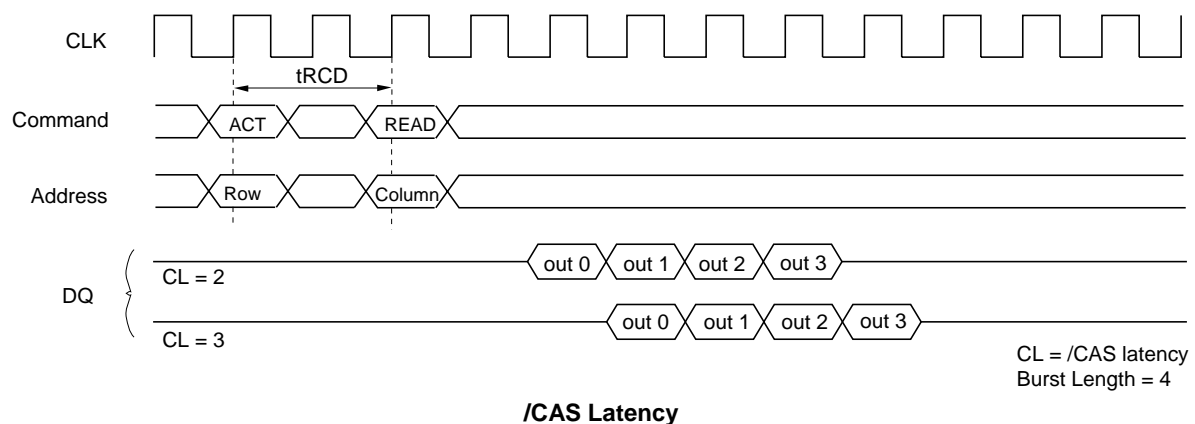 CLK
tRCD
Command ACT READ
Address Row Column
CL = 2 out 0 out 1 out 2 out 3
DQ
CL = 3 out 0 out 1 out 2 out 3
CL = /CAS latency
Burst Length = 4
/CAS Latency